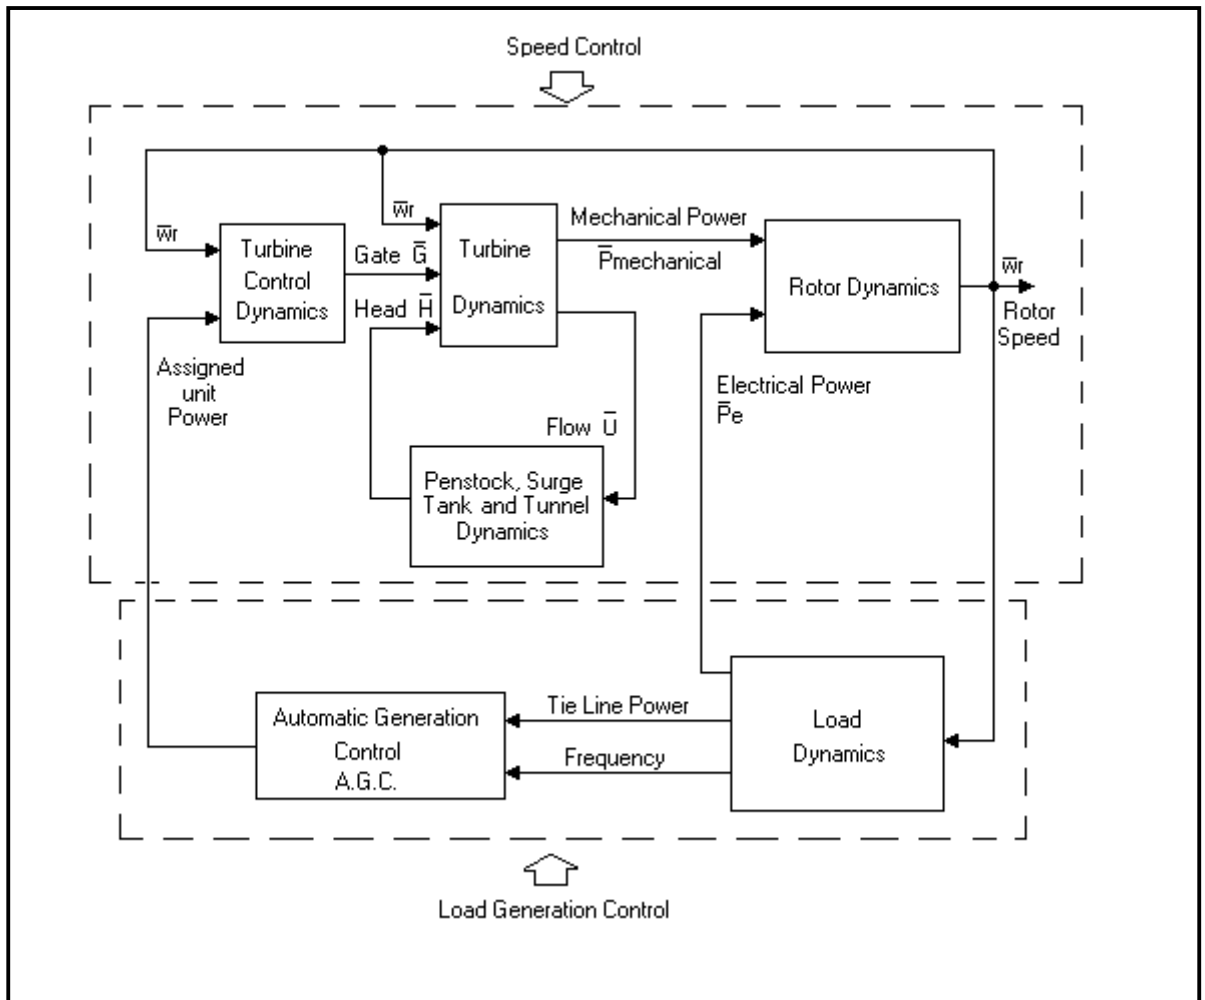 Speed Control
w̅r
w̅r
Turbine
Control
Dynamics
Gate G̅
Head H̅
Turbine
Dynamics
Mechanical Power
P̅mechanical
Rotor Dynamics
w̅r
Rotor
Speed
Assigned
unit
Power
Electrical Power
P̅e
Flow U̅
Penstock, Surge
Tank and Tunnel
Dynamics
Automatic Generation
Control
A.G.C.
Tie Line Power
Frequency
Load
Dynamics
Load Generation Control